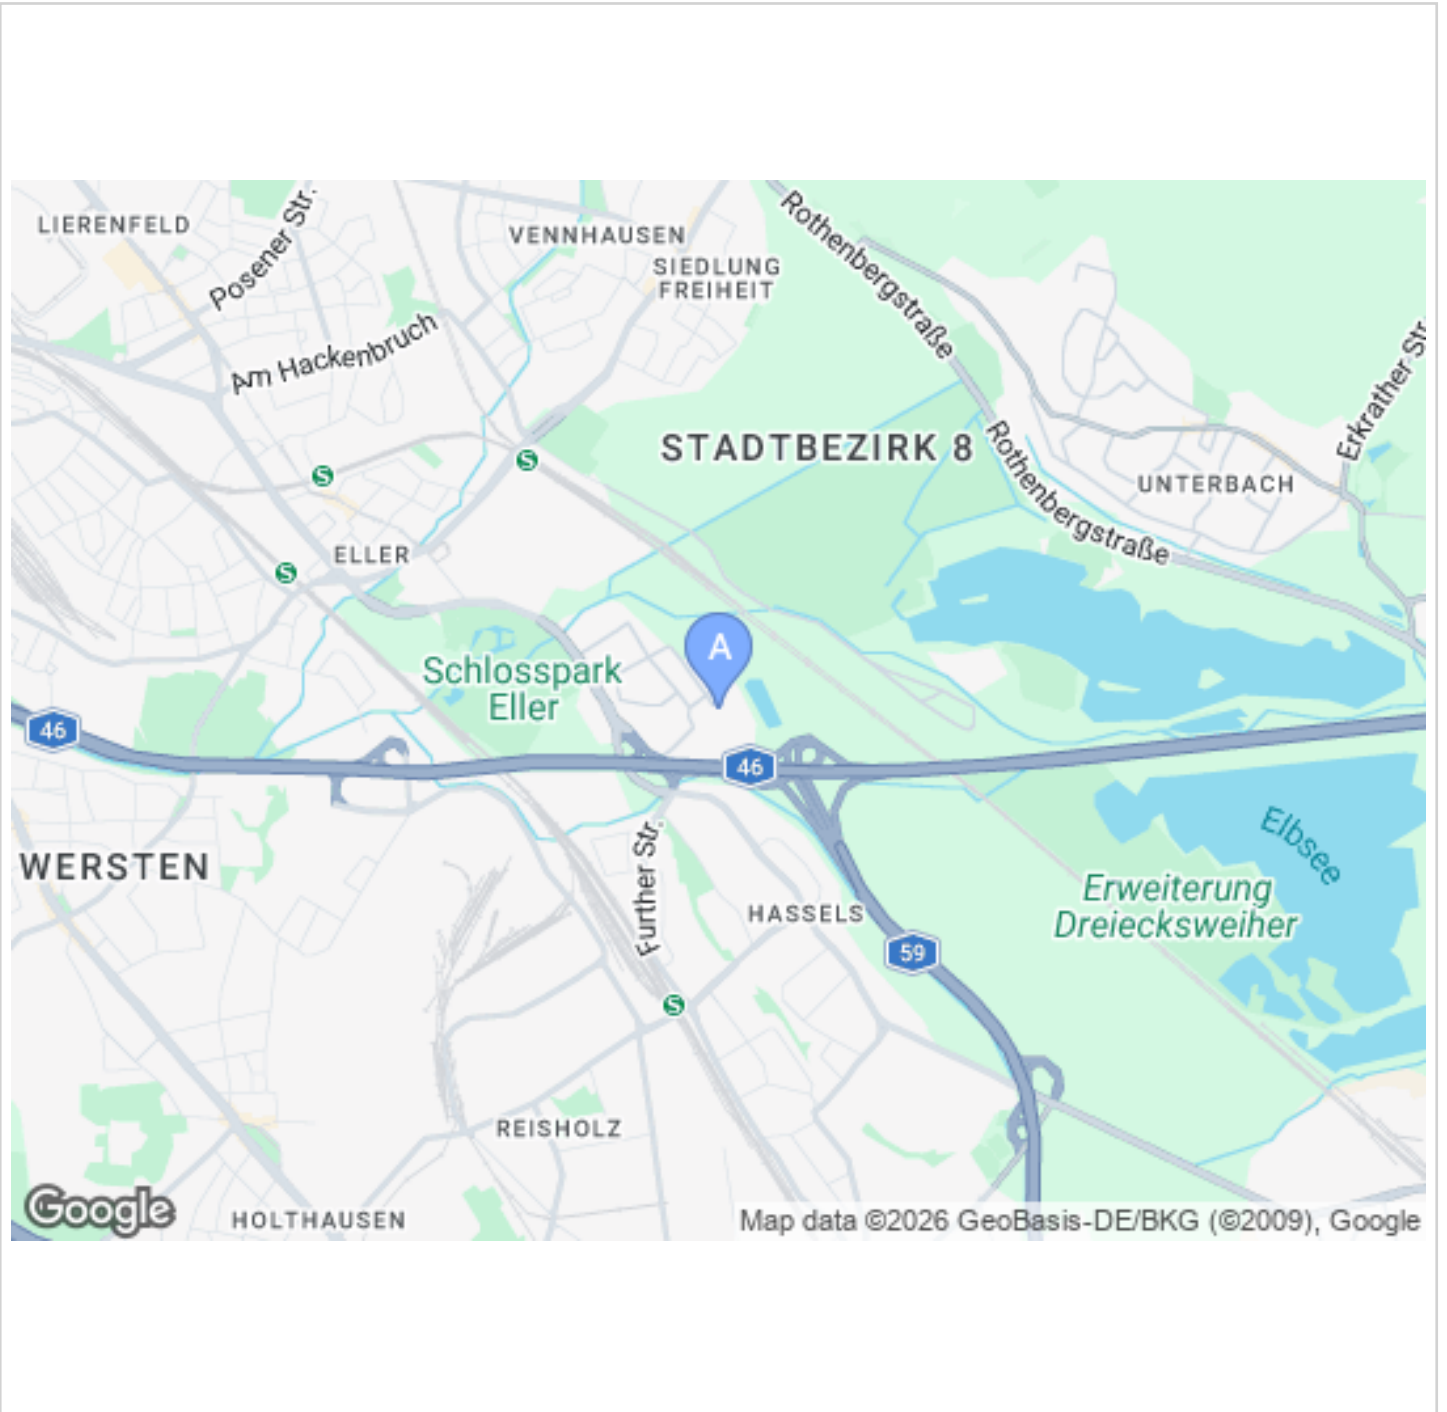 LIERENFELD
Posener Str.
VENNHAUSEN
SIEDLUNG
FREIHEIT
Rothenbergstraße
Am Hackenbruch
Erkrather Str.
STADTBEZIRK 8
Rothenbergstraße
UNTERBACH
S
S
ELLER
S
A
Schlosspark
Eller
46
46
Elbsee
WERSTEN
Further Str.
Erweiterung
Dreiecksweiher
HASSELS
59
S
REISHOLZ
HOLTHAUSEN
Google
Map data ©2026 GeoBasis-DE/BKG (©2009), Google